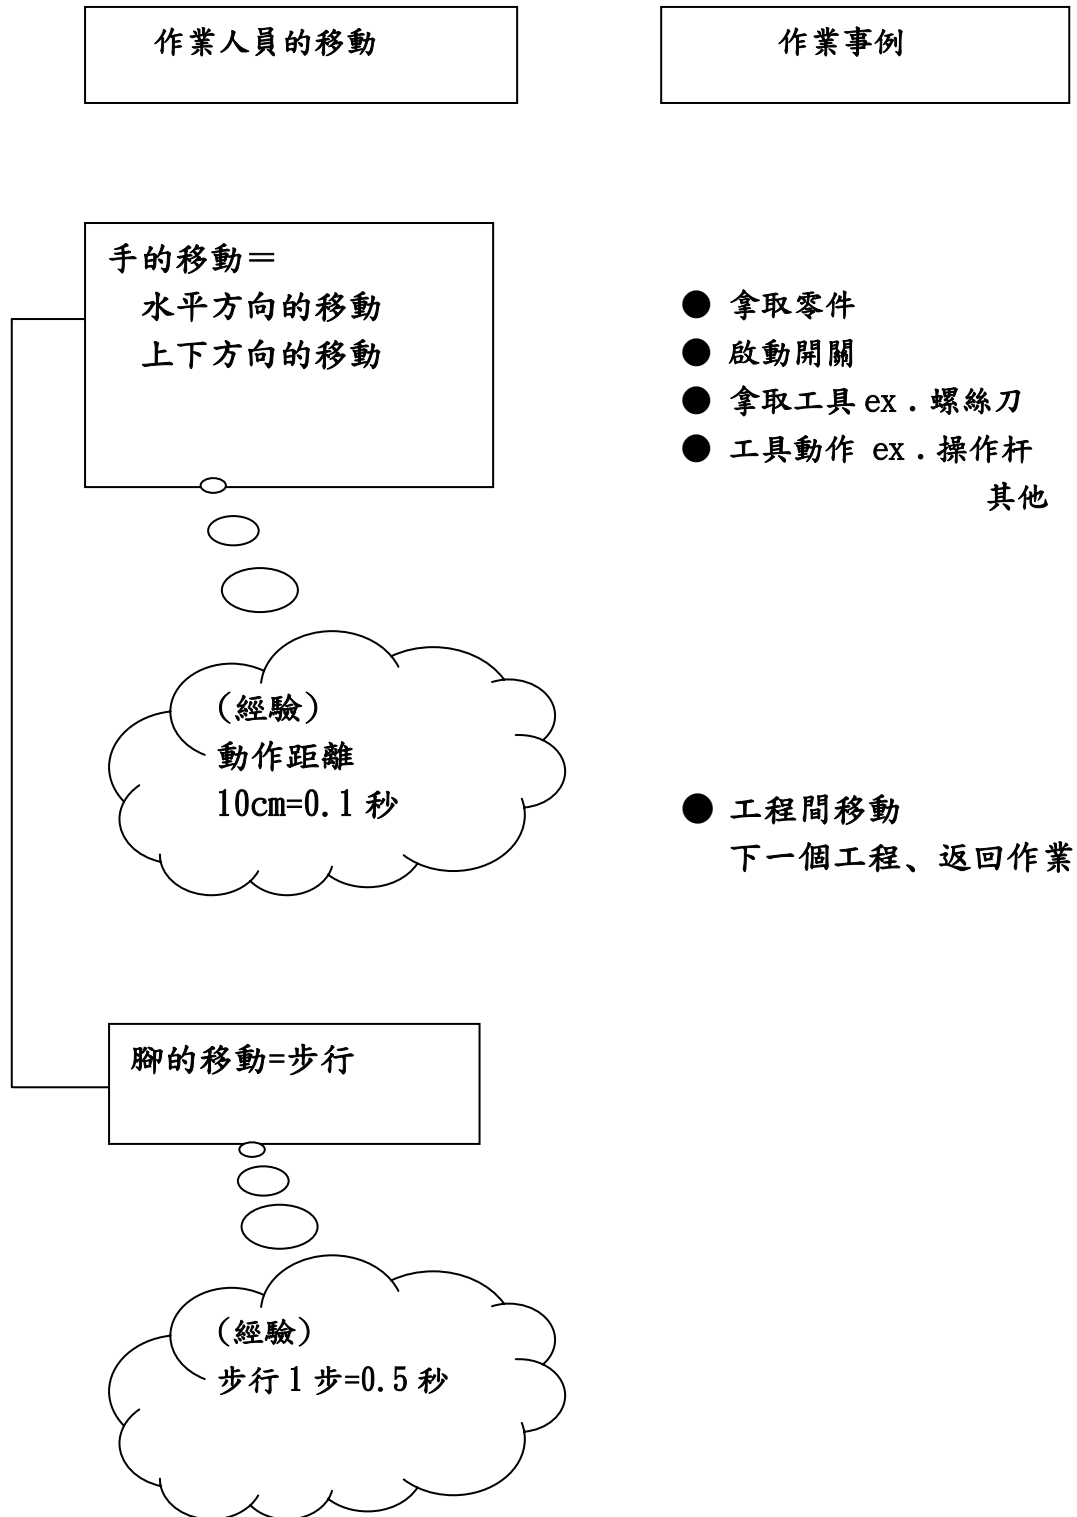 作業人員的移動
作業事例
手的移動＝
水平方向的移動
上下方向的移動
● 拿取零件
● 啟動開關
● 拿取工具 ex．螺絲刀
● 工具動作 ex．操作杆
其他
（經驗）
動作距離
10cm=0.1 秒
● 工程間移動
下一個工程、返回作業
腳的移動=步行
（經驗）
步行 1 步=0.5 秒